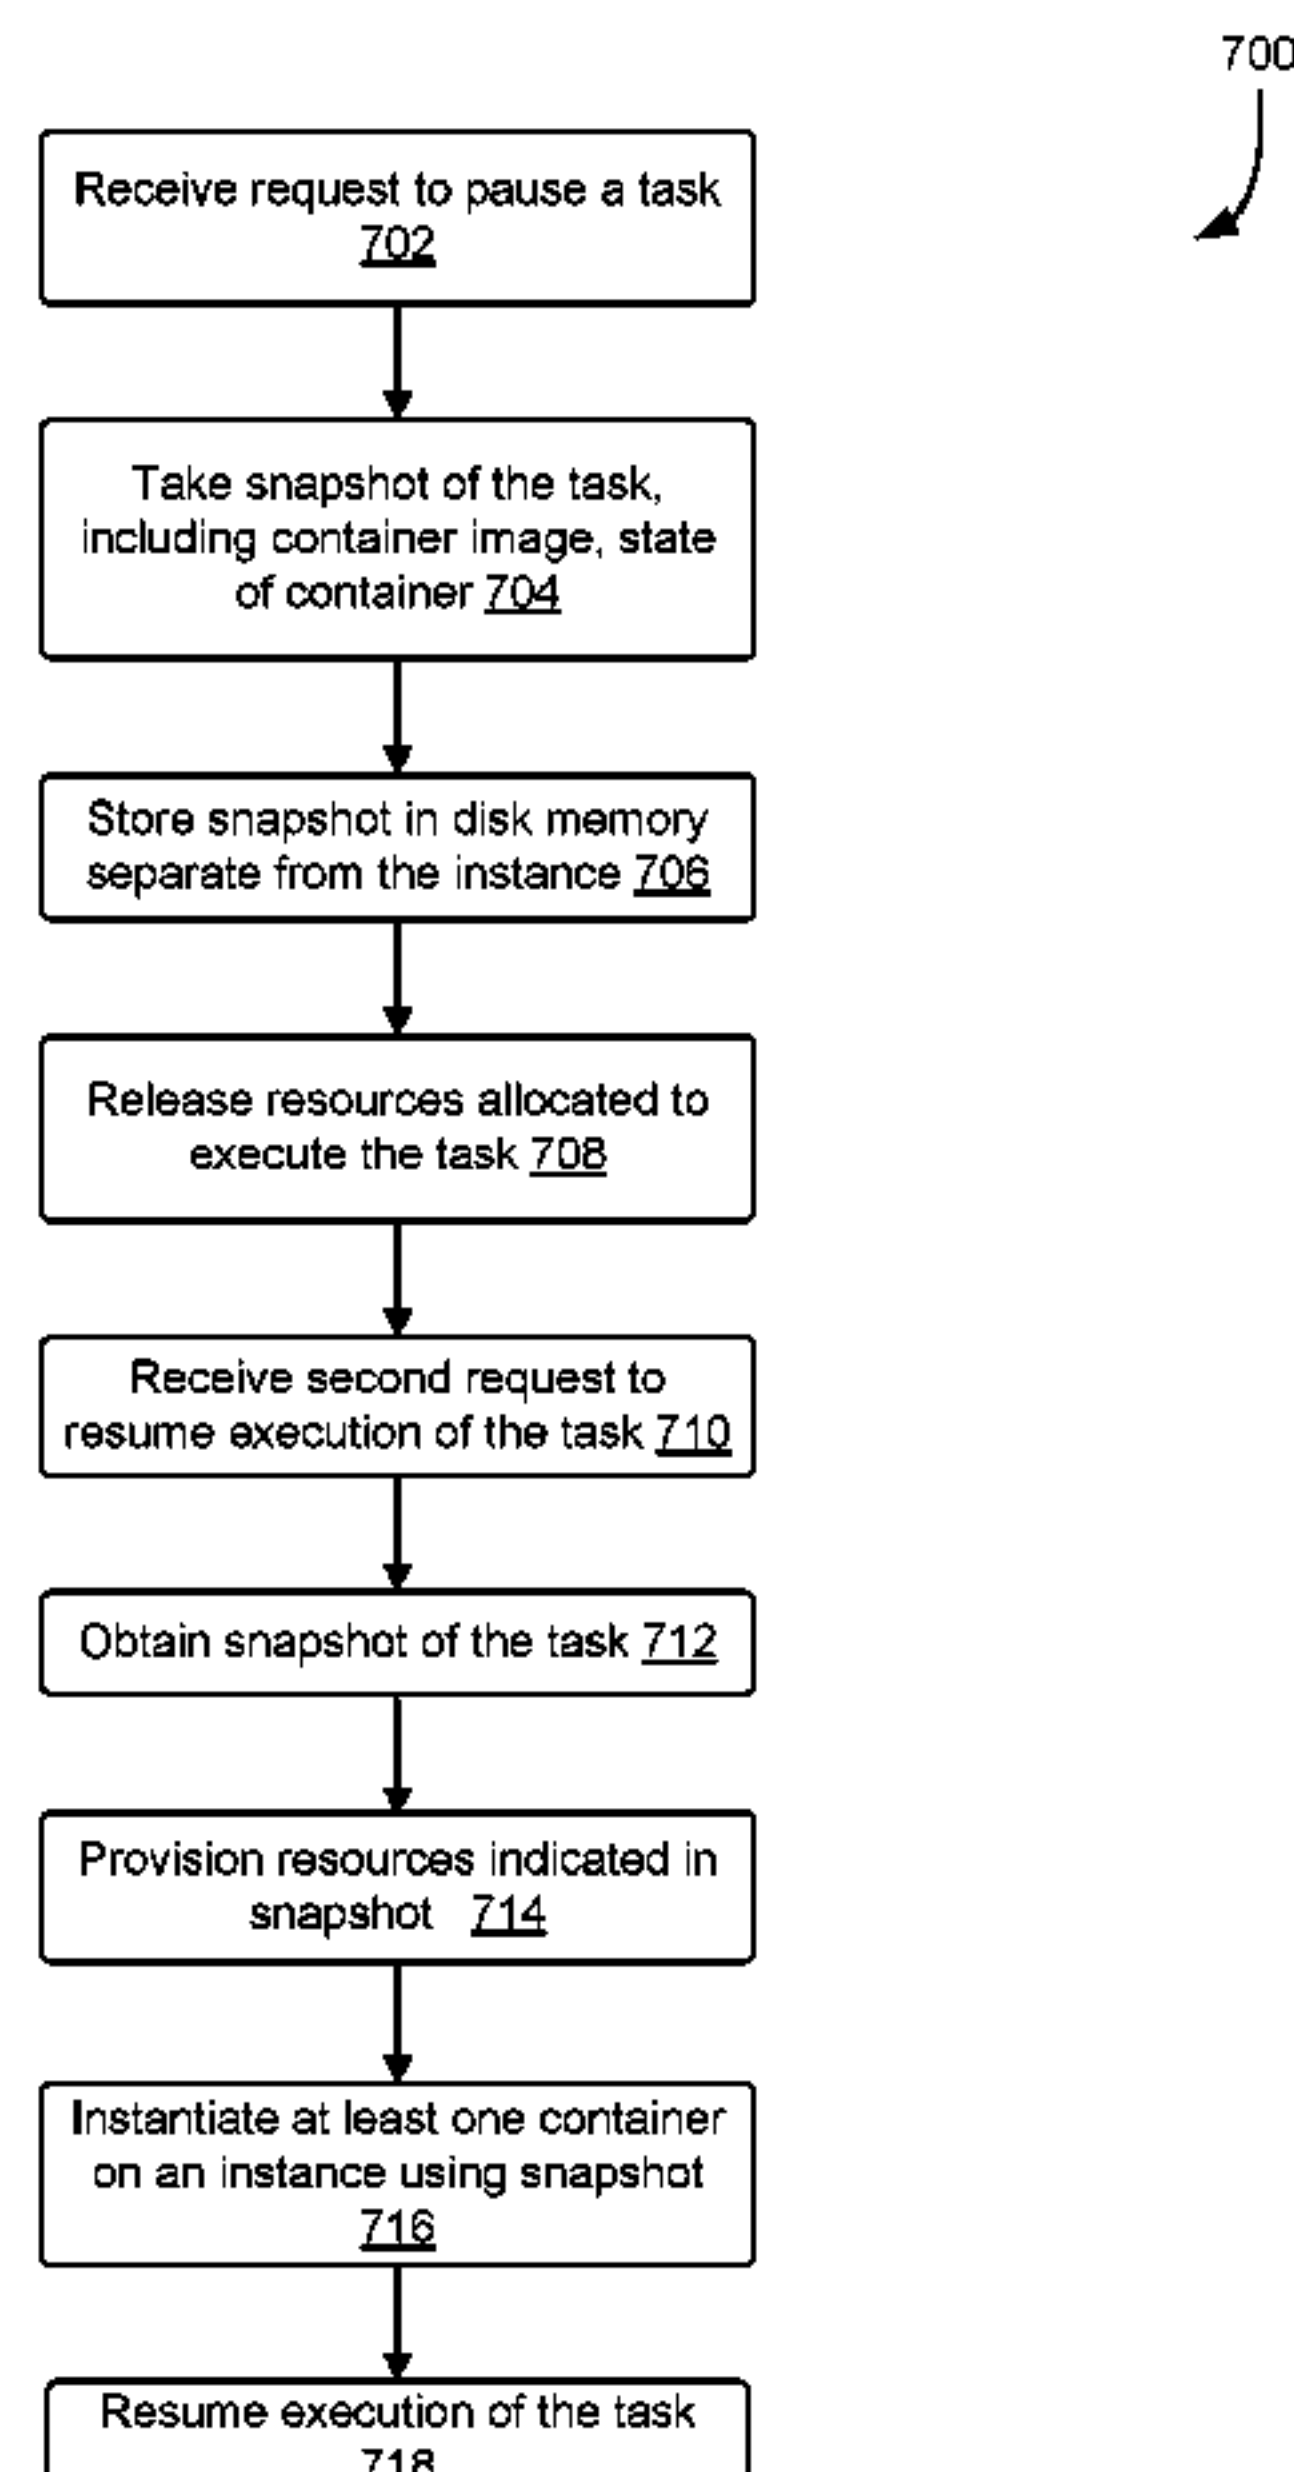 700
Receive request to pause a task
702
Take snapshot of the task,
including container image, state
of container 704
Store snapshot in disk memory
separate from the instance 706
Release resources allocated to
execute the task 708
Receive second request to
resume execution of the task 710
Obtain snapshot of the task 712
Provision resources indicated in
snapshot 714
Instantiate at least one container
on an instance using snapshot
716
Resume execution of the task
718